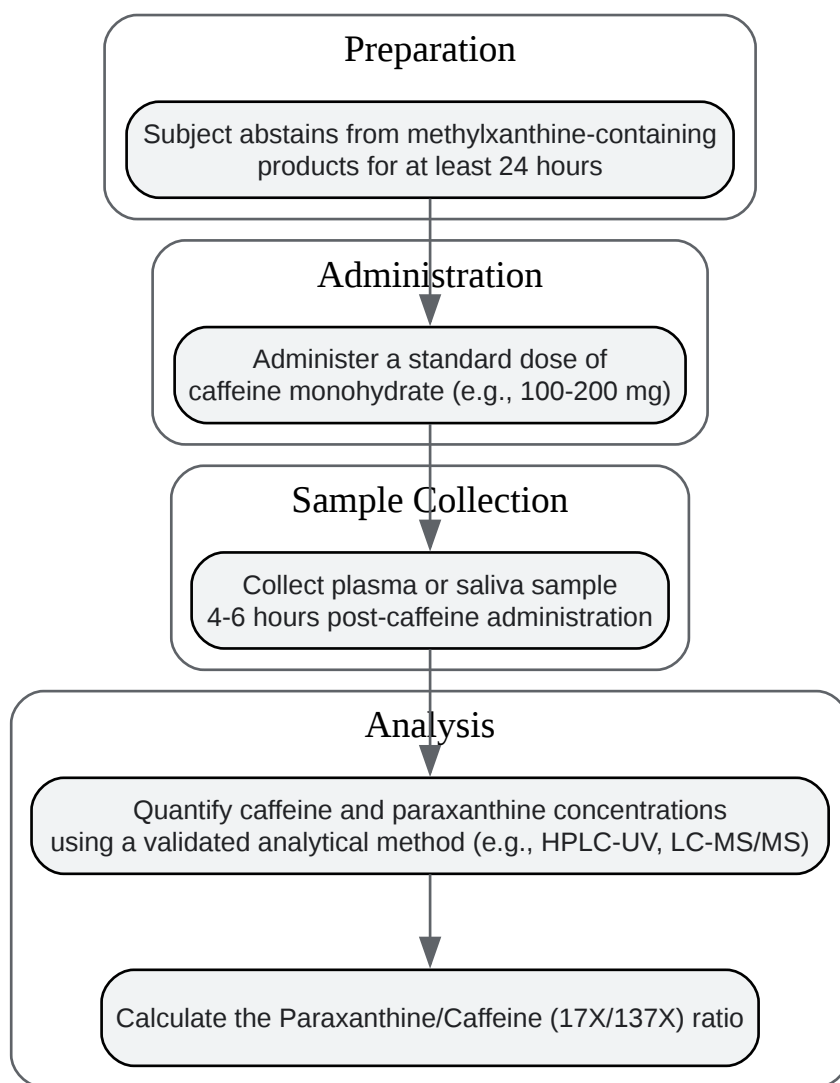 Preparation
Subject abstains from methylxanthine-containing
products for at least 24 hours
Administration
Administer a standard dose of
caffeine monohydrate (e.g., 100-200 mg)
Sample Collection
Collect plasma or saliva sample
4-6 hours post-caffeine administration
Analysis
Quantify caffeine and paraxanthine concentrations
using a validated analytical method (e.g., HPLC-UV, LC-MS/MS)
Calculate the Paraxanthine/Caffeine (17X/137X) ratio